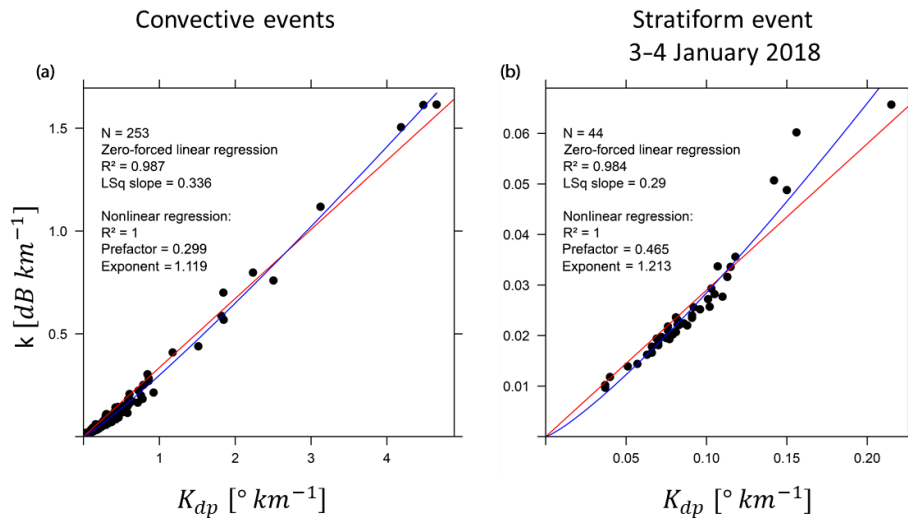 Convective events
Stratiform event
3-4 January 2018
(a)
N = 253
Zero-forced linear regression
R² = 0.987
LSq slope = 0.336
Nonlinear regression:
R² = 1
Prefactor = 0.299
Exponent = 1.119
k [dB km⁻¹]
1.5
1.0
0.5
1
2
3
4
K_dp [° km⁻¹]
(b)
N = 44
Zero-forced linear regression
R² = 0.984
LSq slope = 0.29
Nonlinear regression:
R² = 1
Prefactor = 0.465
Exponent = 1.213
0.06
0.05
0.04
0.03
0.02
0.01
0.05
0.10
0.15
0.20
K_dp [° km⁻¹]